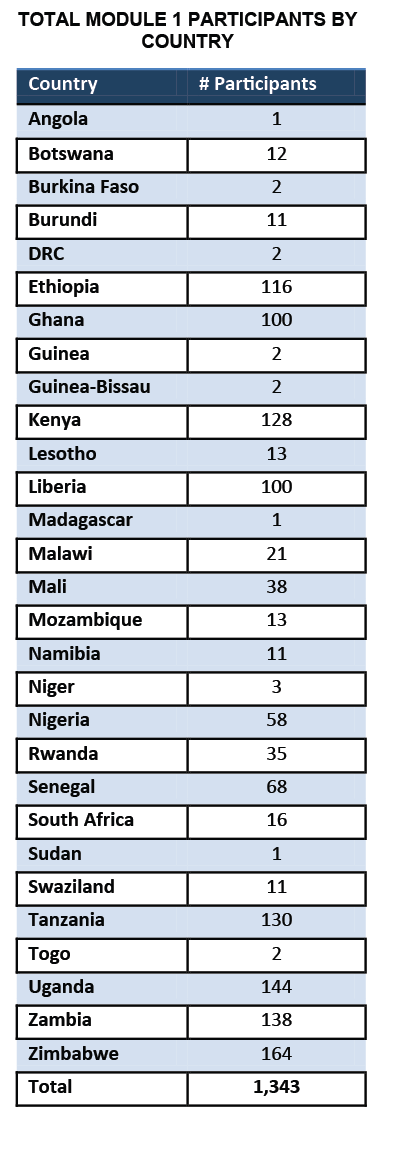 TOTAL MODULE 1 PARTICIPANTS BY
COUNTRY
Country # Participants
Angola 1
Botswana 12
Burkina Faso 2
Burundi 11
DRC 2
Ethiopia 116
Ghana 100
Guinea 2
Guinea-Bissau 2
Kenya 128
Lesotho 13
Liberia 100
Madagascar 1
Malawi 21
Mali 38
Mozambique 13
Namibia 11
Niger 3
Nigeria 58
Rwanda 35
Senegal 68
South Africa 16
Sudan 1
Swaziland 11
Tanzania 130
Togo 2
Uganda 144
Zambia 138
Zimbabwe 164
Total 1,343